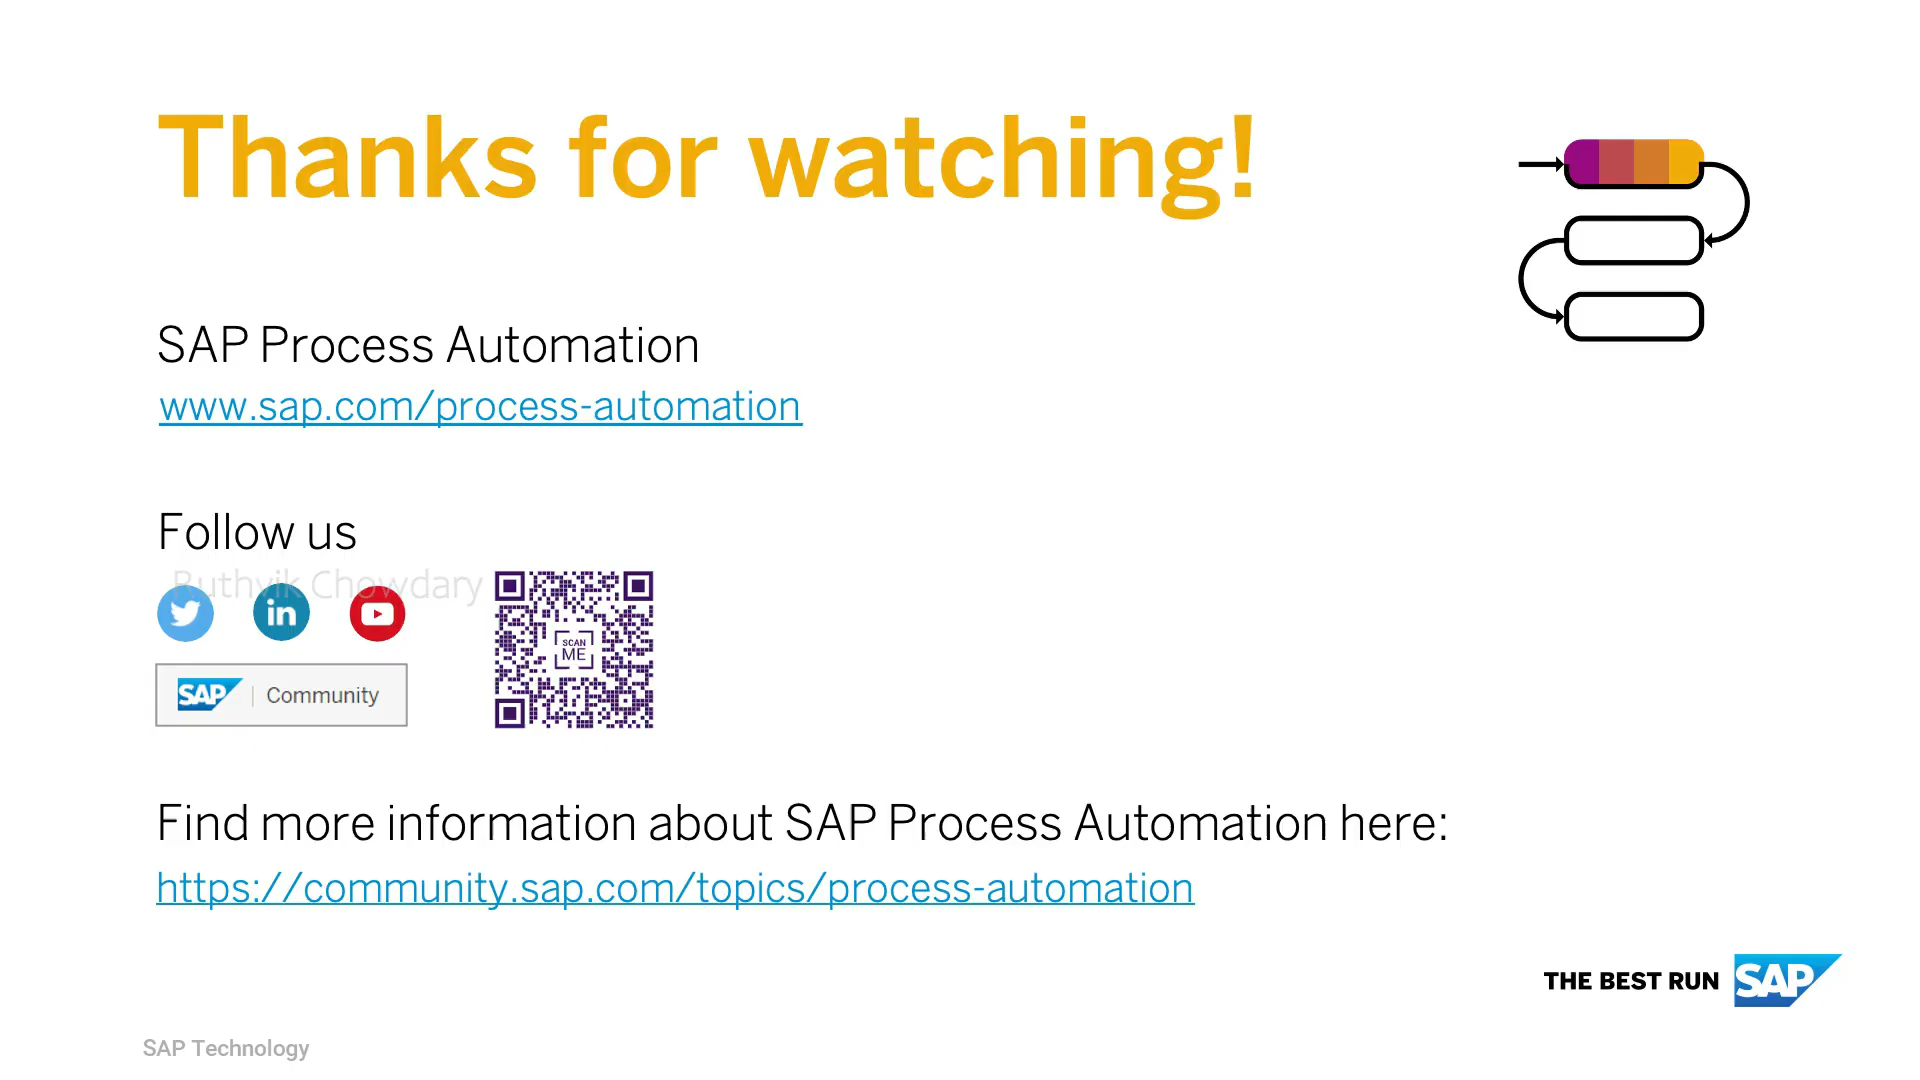 Thanks for watching!
SAP Process Automation
www.sap.com/process-automation
Follow us
Ruthvik Chowdary
in
SCAN
ME
SAP | Community
Find more information about SAP Process Automation here:
https://community.sap.com/topics/process-automation
THE BEST RUN SAP
SAP Technology